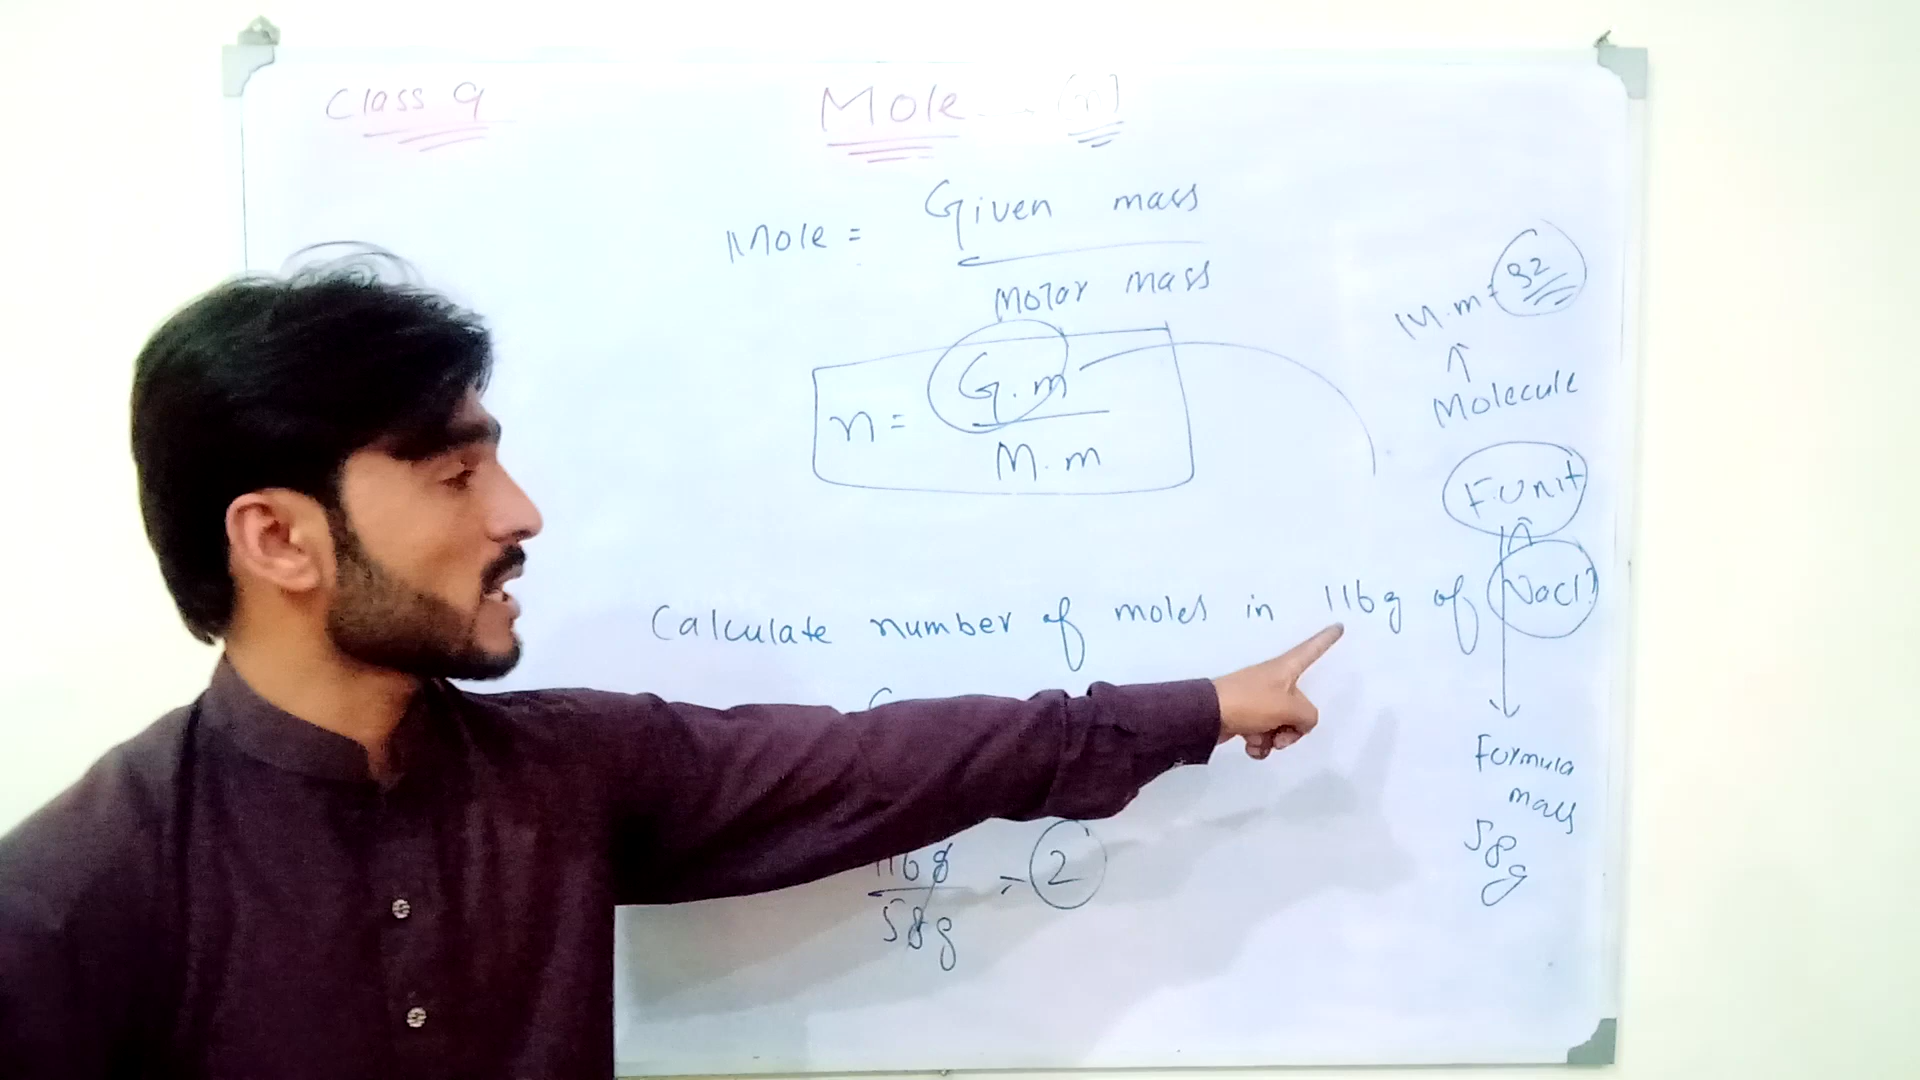 Class 9
Mole [n]
Mole = Given mass
Molar mass
n = G.m
M.m
M.m = 32
↑
Molecule
F.Unit
Calculate number of moles in 116g of Nacl?
Formula
mass
58g
116g
58g
= 2